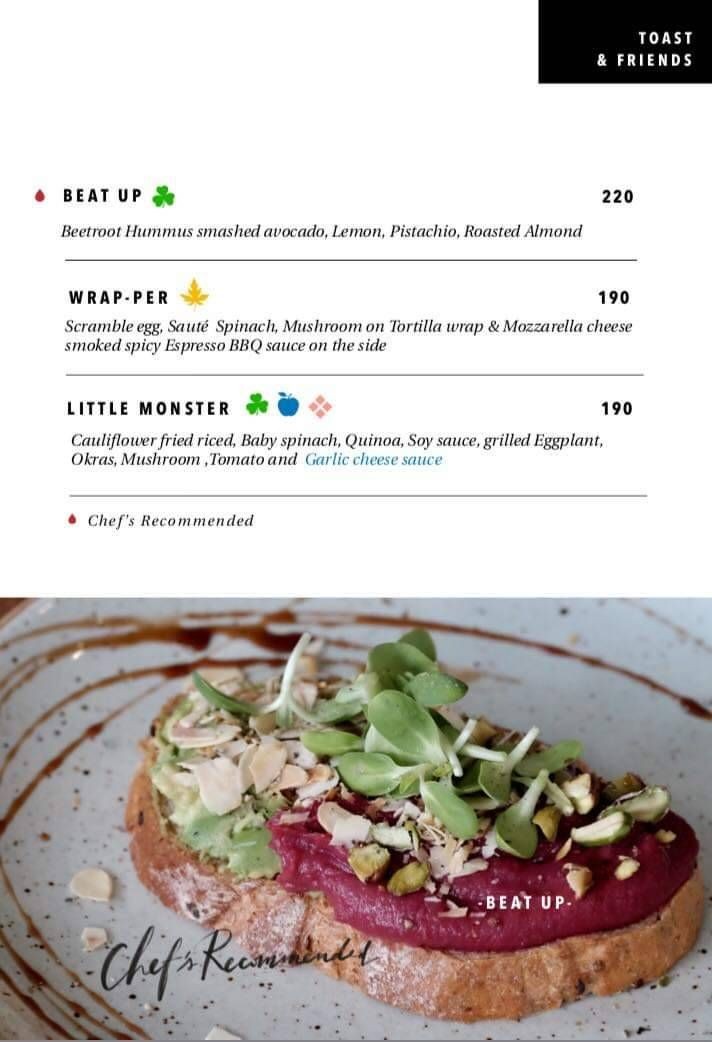 TOAST
& FRIENDS
BEAT UP 220
Beetroot Hummus smashed avocado, Lemon, Pistachio, Roasted Almond
WRAP-PER 190
Scramble egg, Sauté Spinach, Mushroom on Tortilla wrap & Mozzarella cheese
smoked spicy Espresso BBQ sauce on the side
LITTLE MONSTER 190
Cauliflower fried riced, Baby spinach, Quinoa, Soy sauce, grilled Eggplant,
Okras, Mushroom ,Tomato and Garlic cheese sauce
Chef's Recommended
-BEAT UP-
Chef's Recommended